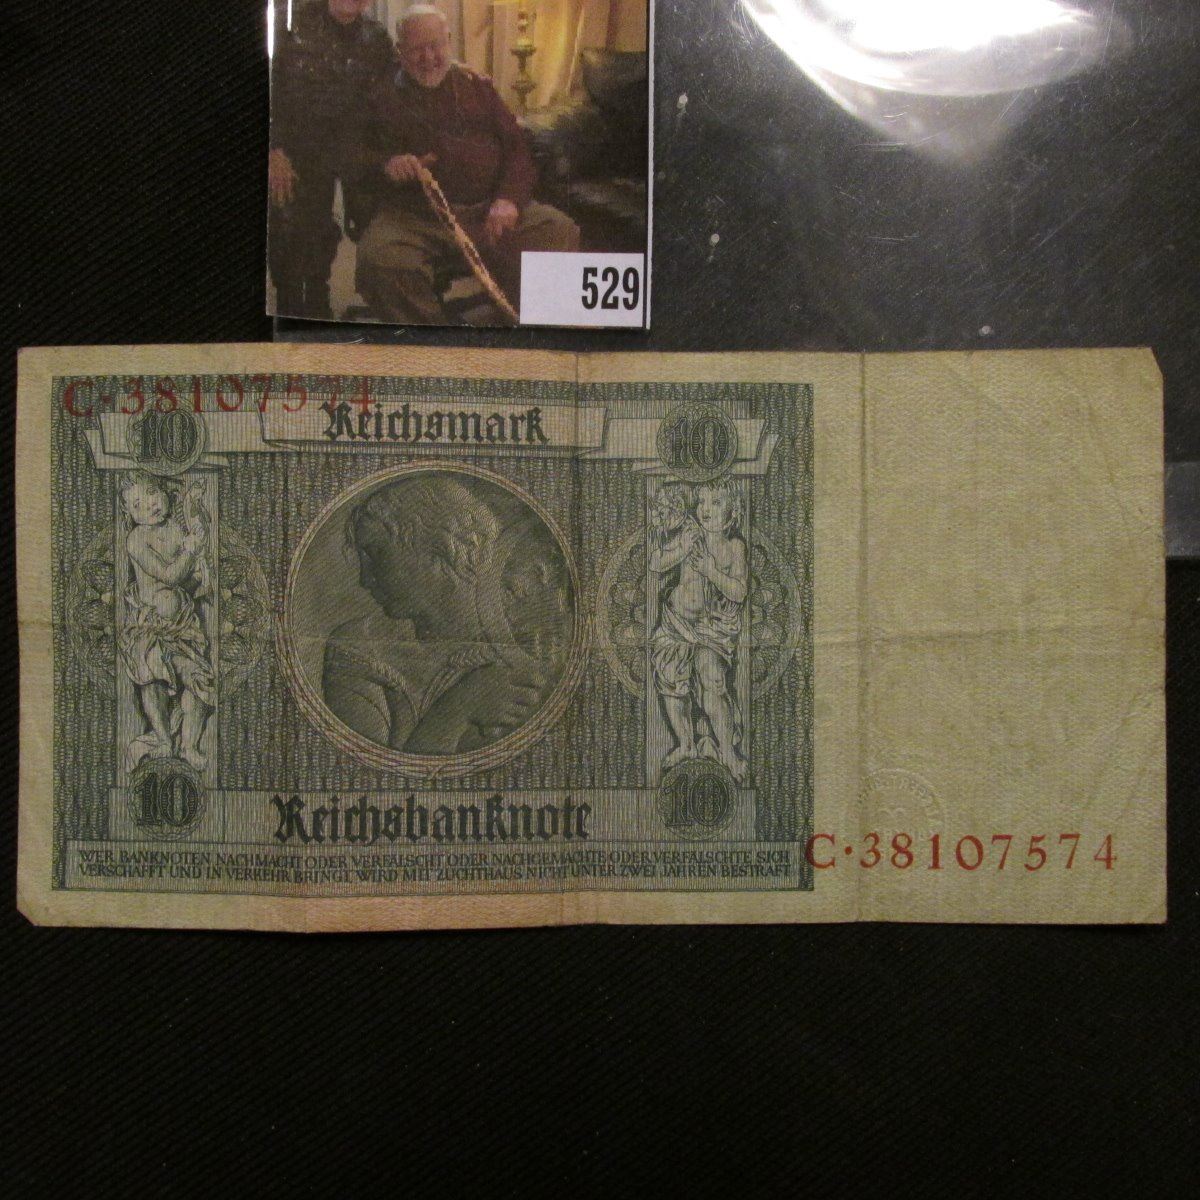 529
C·38107574
10 Reichsmark 10
10 Reichsbanknote 10
WER BANKNOTEN NACHMACHT ODER VERFÄLSCHT ODER NACHGEMACHTE ODER VERFÄLSCHTE SICH
VERSCHAFFT UND IN VERKEHR BRINGT, WIRD MIT ZUCHTHAUS NICHT UNTER ZWEI JAHREN BESTRAFT
C·38107574